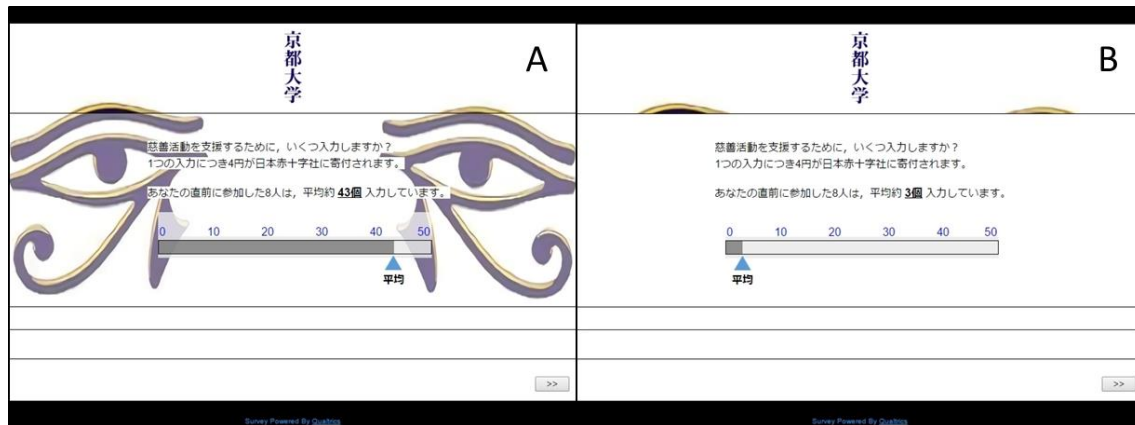 京都大学
A
慈善活動を支援するために，いくつ入力しますか？
1つの入力につき4円が日本赤十字社に寄付されます。
あなたの直前に参加した8人は，平均約 43個 入力しています。
0 10 20 30 40 50
平均
>>
Survey Powered By Qualtrics
京都大学
B
慈善活動を支援するために，いくつ入力しますか？
1つの入力につき4円が日本赤十字社に寄付されます。
あなたの直前に参加した8人は，平均約 3個 入力しています。
0 10 20 30 40 50
平均
>>
Survey Powered By Qualtrics